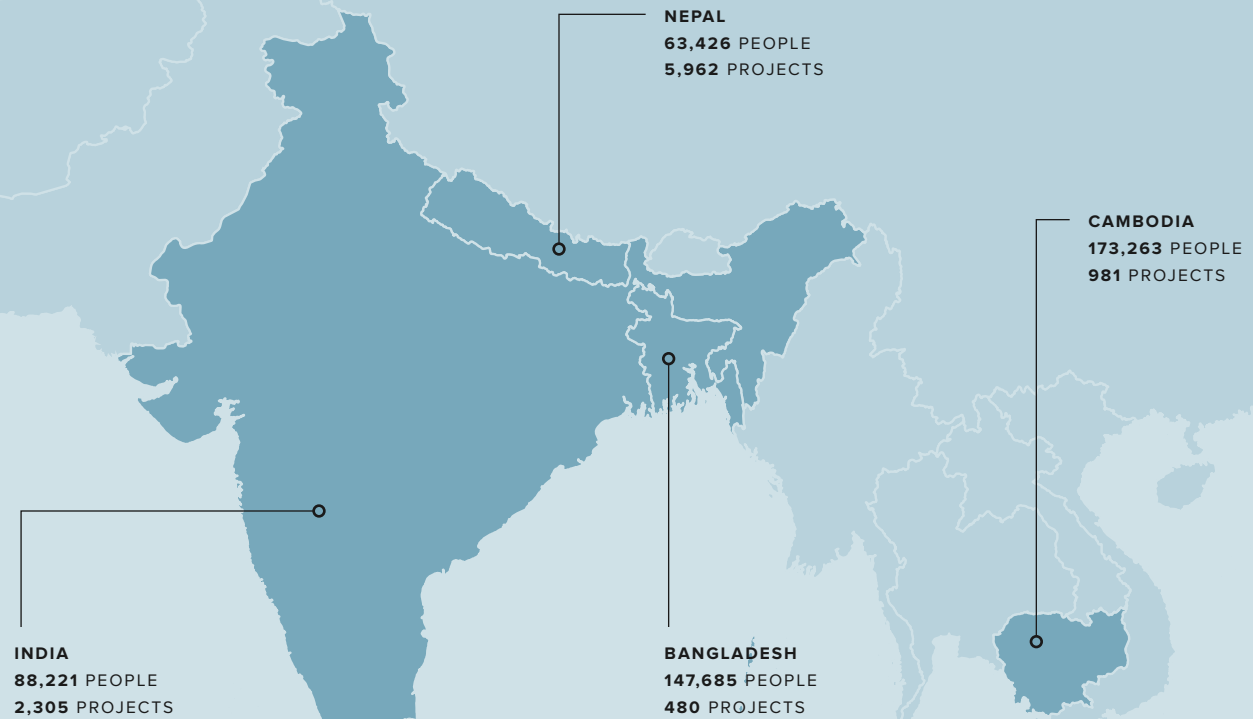 NEPAL
63,426 PEOPLE
5,962 PROJECTS
CAMBODIA
173,263 PEOPLE
981 PROJECTS
INDIA
88,221 PEOPLE
2,305 PROJECTS
BANGLADESH
147,685 PEOPLE
480 PROJECTS